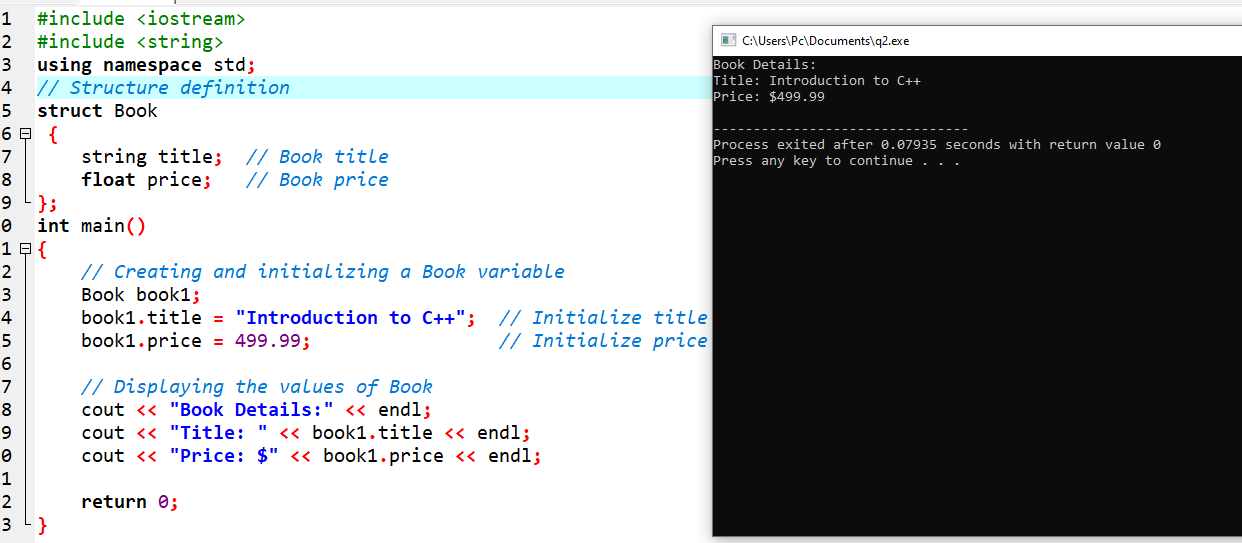 1 #include <iostream>
2 #include <string>
3 using namespace std;
4 // Structure definition
5 struct Book
6 {
7 string title; // Book title
8 float price; // Book price
9 };
0 int main()
1 {
2 // Creating and initializing a Book variable
3 Book book1;
4 book1.title = "Introduction to C++"; // Initialize title
5 book1.price = 499.99; // Initialize price
6
7 // Displaying the values of Book
8 cout << "Book Details:" << endl;
9 cout << "Title: " << book1.title << endl;
0 cout << "Price: $" << book1.price << endl;
1
2 return 0;
3 }
C:\Users\Pc\Documents\q2.exe
Book Details:
Title: Introduction to C++
Price: $499.99
--------------------------------
Process exited after 0.07935 seconds with return value 0
Press any key to continue . . .